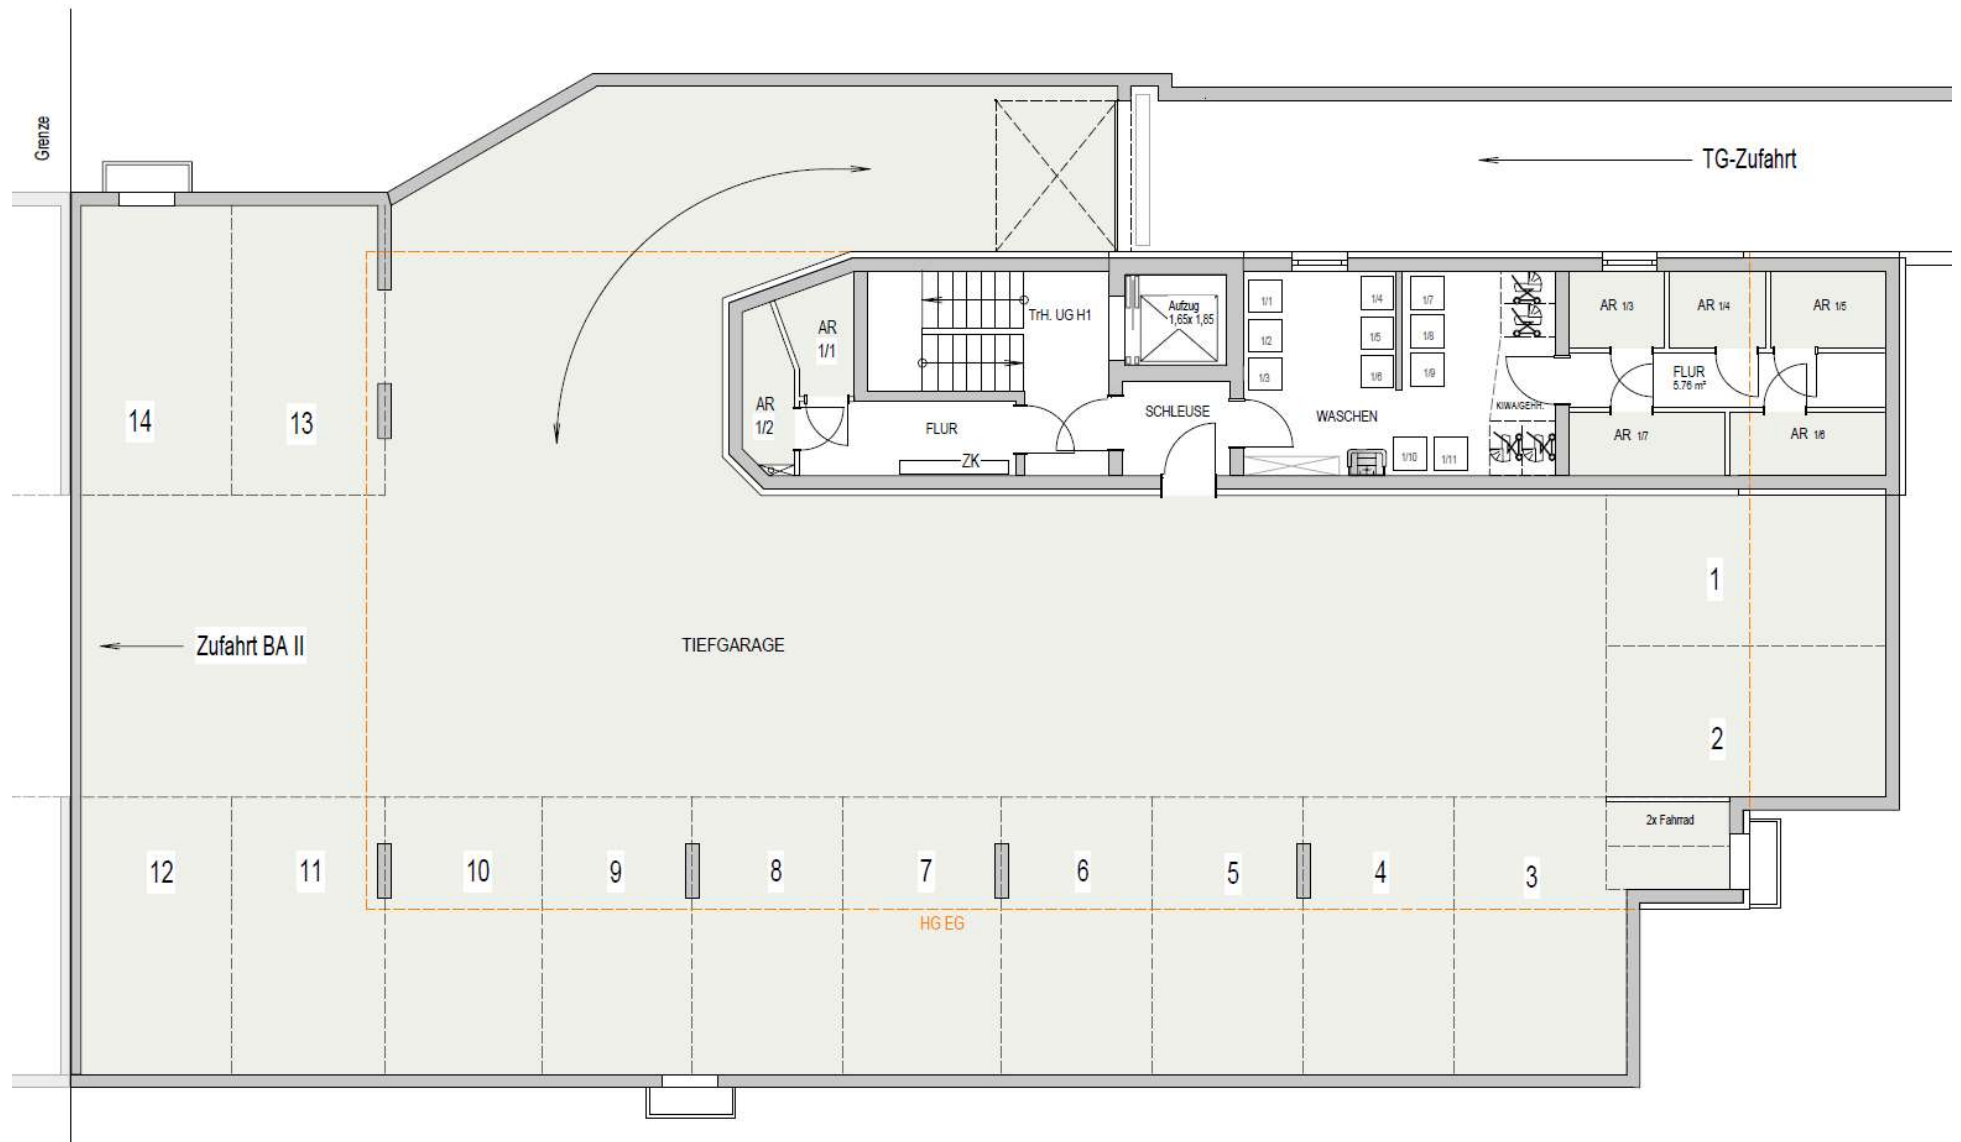 Grenze
TG-Zufahrt
TrH. UG H1
Aufzug
1,65x 1,85
1/1
1/2
1/3
1/4
1/5
1/6
1/7
1/8
1/9
1/10
1/11
AR 1/3
AR 1/4
AR 1/5
FLUR
5.76 m²
AR
1/1
AR
1/2
FLUR
ZK
SCHLEUSE
WASCHEN
KIWA/GEHH.
AR 1/7
AR 1/6
14
13
1
Zufahrt BA II
TIEFGARAGE
2
2x Fahrrad
12
11
10
9
8
7
6
5
4
3
HG EG